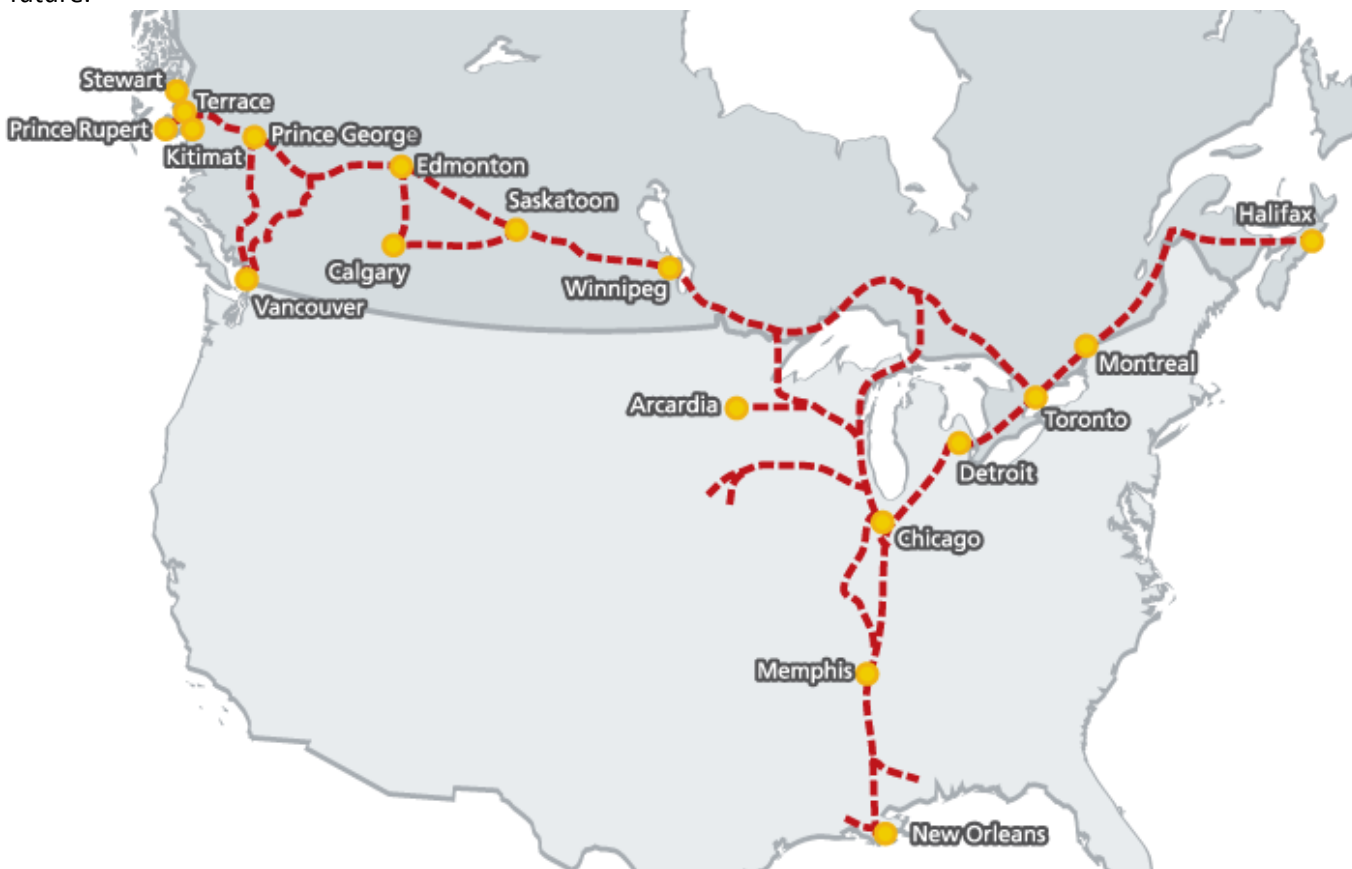 future.
Stewart
Terrace
Prince Rupert
Prince George
Kitimat
Edmonton
Saskatoon
Halifax
Calgary
Winnipeg
Vancouver
Montreal
Arcardia
Toronto
Detroit
Chicago
Memphis
New Orleans